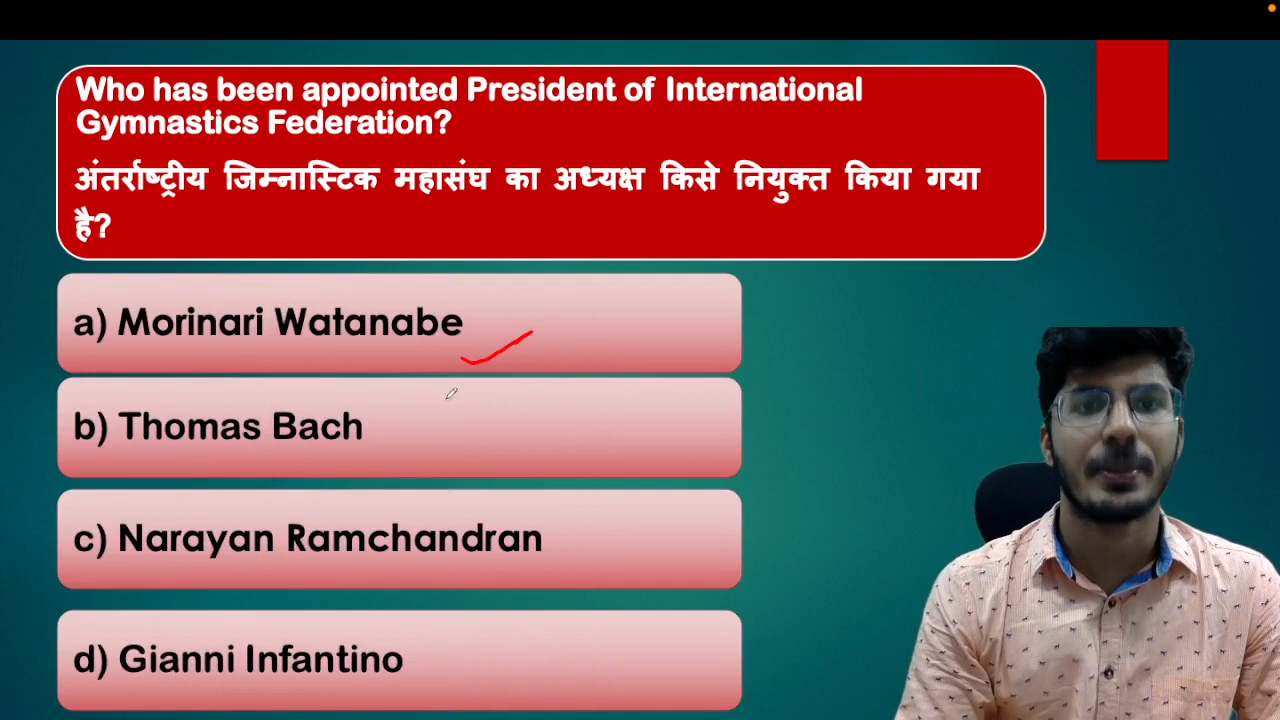 Who has been appointed President of International
Gymnastics Federation?
अंतर्राष्ट्रीय जिम्नास्टिक महासंघ का अध्यक्ष किसे नियुक्त किया गया
है?
a) Morinari Watanabe
b) Thomas Bach
c) Narayan Ramchandran
d) Gianni Infantino